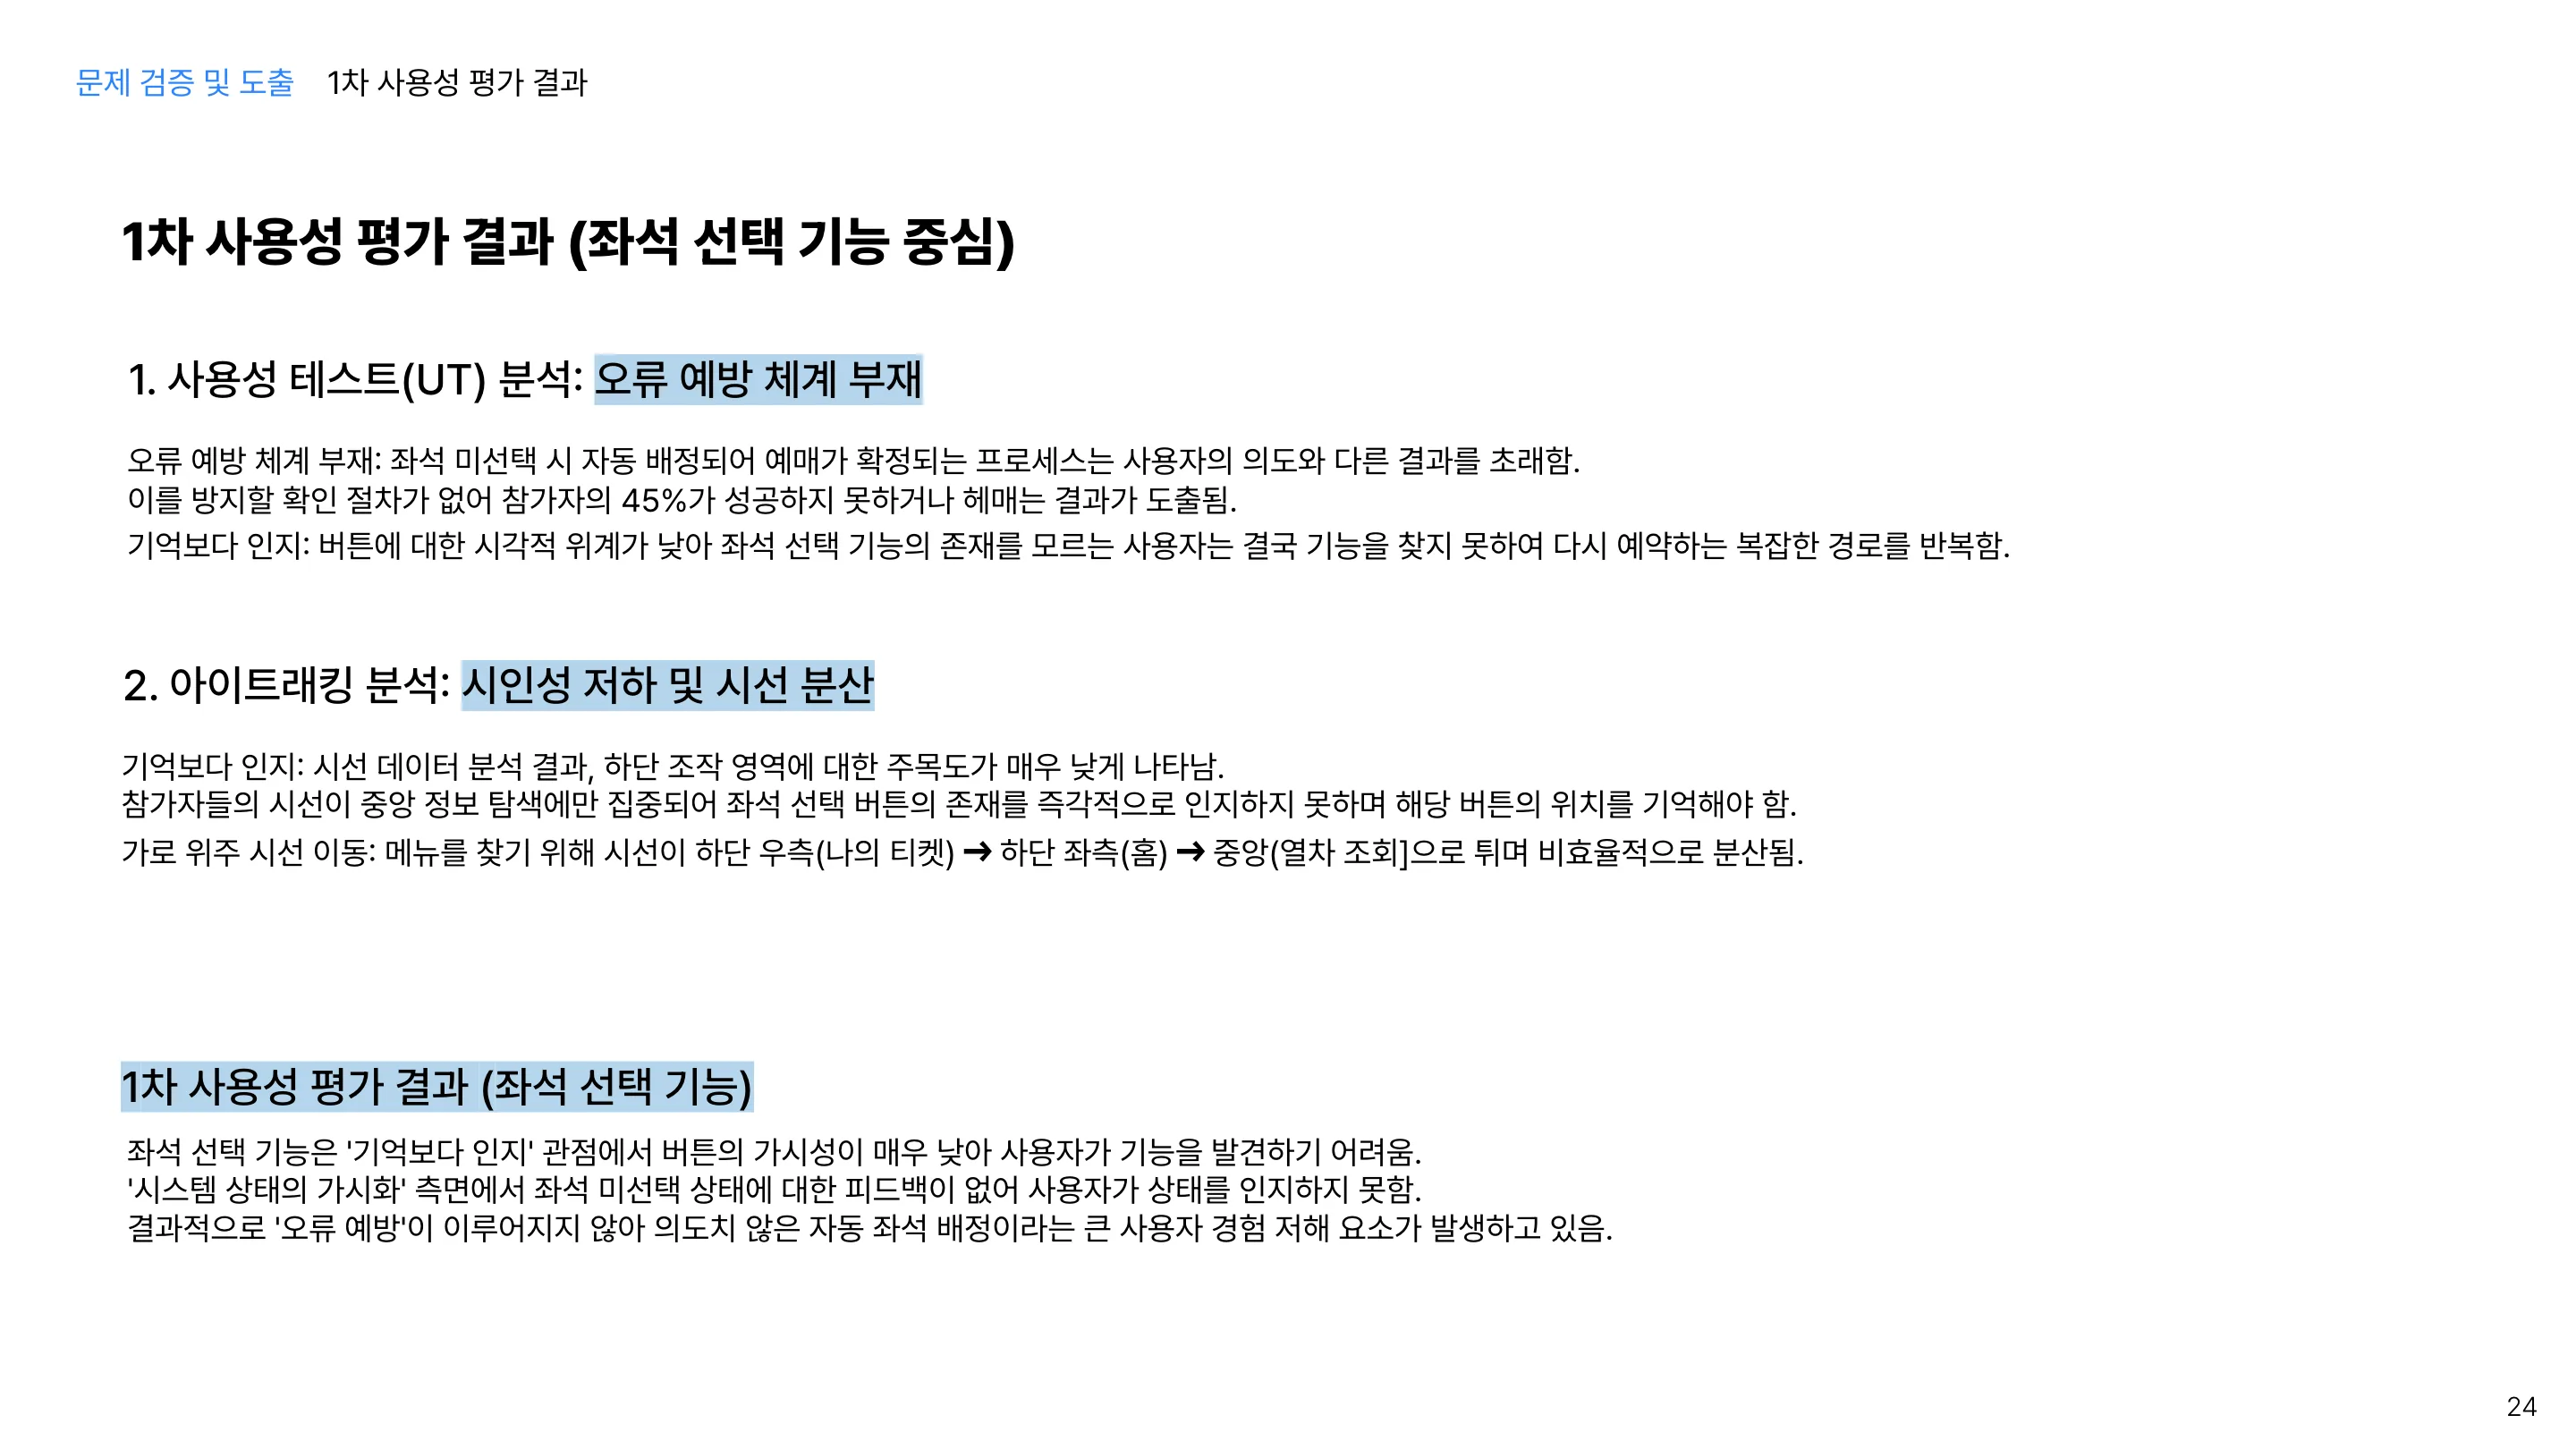 문제 검증 및 도출 1차 사용성 평가 결과
1차 사용성 평가 결과 (좌석 선택 기능 중심)
1. 사용성 테스트(UT) 분석: 오류 예방 체계 부재
오류 예방 체계 부재: 좌석 미선택 시 자동 배정되어 예매가 확정되는 프로세스는 사용자의 의도와 다른 결과를 초래함.
이를 방지할 확인 절차가 없어 참가자의 45%가 성공하지 못하거나 헤매는 결과가 도출됨.
기억보다 인지: 버튼에 대한 시각적 위계가 낮아 좌석 선택 기능의 존재를 모르는 사용자는 결국 기능을 찾지 못하여 다시 예약하는 복잡한 경로를 반복함.
2. 아이트래킹 분석: 시인성 저하 및 시선 분산
기억보다 인지: 시선 데이터 분석 결과, 하단 조작 영역에 대한 주목도가 매우 낮게 나타남.
참가자들의 시선이 중앙 정보 탐색에만 집중되어 좌석 선택 버튼의 존재를 즉각적으로 인지하지 못하며 해당 버튼의 위치를 기억해야 함.
가로 위주 시선 이동: 메뉴를 찾기 위해 시선이 하단 우측(나의 티켓) → 하단 좌측(홈) → 중앙(열차 조회]으로 튀며 비효율적으로 분산됨.
1차 사용성 평가 결과 (좌석 선택 기능)
좌석 선택 기능은 '기억보다 인지' 관점에서 버튼의 가시성이 매우 낮아 사용자가 기능을 발견하기 어려움.
'시스템 상태의 가시화' 측면에서 좌석 미선택 상태에 대한 피드백이 없어 사용자가 상태를 인지하지 못함.
결과적으로 '오류 예방'이 이루어지지 않아 의도치 않은 자동 좌석 배정이라는 큰 사용자 경험 저해 요소가 발생하고 있음.
24